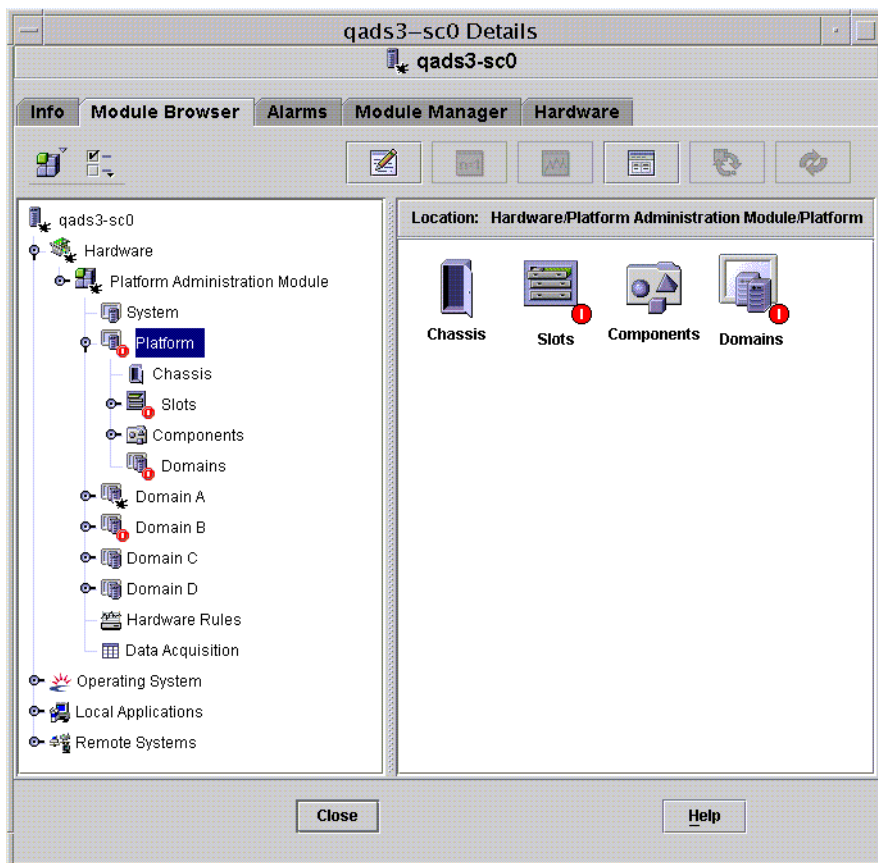 qads3–sc0 Details
qads3-sc0
Info Module Browser Alarms Module Manager Hardware
qads3-sc0
Hardware
Platform Administration Module
System
Platform
Chassis
Slots
Components
Domains
Domain A
Domain B
Domain C
Domain D
Hardware Rules
Data Acquisition
Operating System
Local Applications
Remote Systems
Location: Hardware/Platform Administration Module/Platform
Chassis Slots Components Domains
Close Help